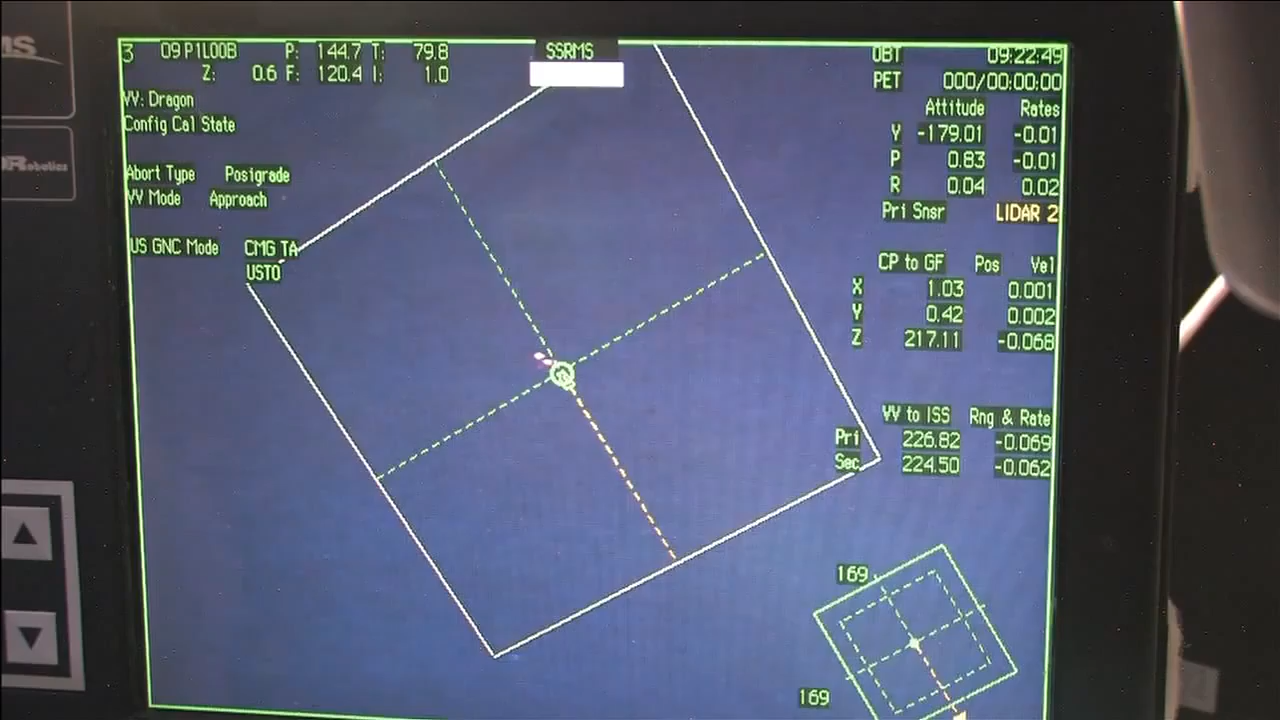 3 09 P1L00B P: 144.7 T: 79.8 SSRMS OBT 09:22:49
Z: 0.6 F: 120.4 I: 1.0 PET 000/00:00:00
VV: Dragon
Config Cal State
Attitude Rates
Y -179.01 -0.01
P 0.83 -0.01
R 0.04 0.02
Abort Type Posigrade
VV Mode Approach
Pri Snsr LIDAR 2
US GNC Mode CMG TA
USTO
CP to GF Pos Vel
X 1.03 0.001
Y 0.42 0.002
Z 217.11 -0.068
VV to ISS Rng & Rate
Pri 226.82 -0.069
Sec 224.50 -0.062
169
169
Robotics